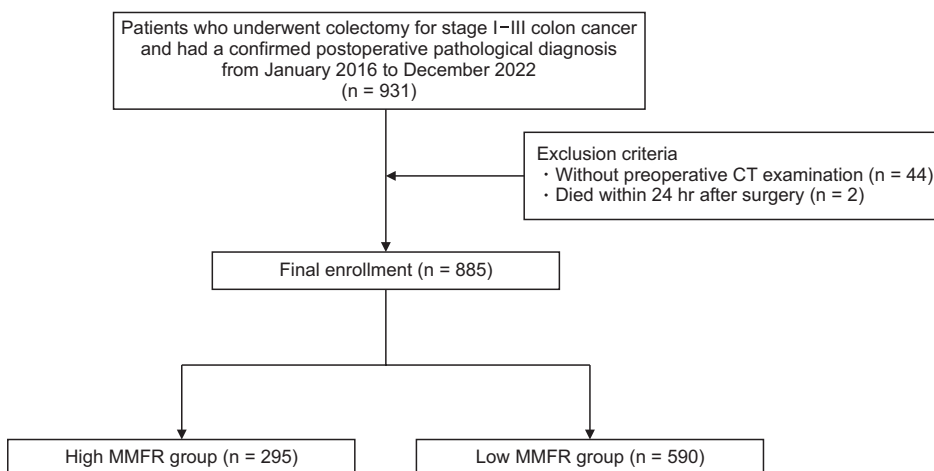 Patients who underwent colectomy for stage I−III colon cancer
and had a confirmed postoperative pathological diagnosis
from January 2016 to December 2022
(n = 931)
Exclusion criteria
· Without preoperative CT examination (n = 44)
· Died within 24 hr after surgery (n = 2)
Final enrollment (n = 885)
High MMFR group (n = 295)
Low MMFR group (n = 590)